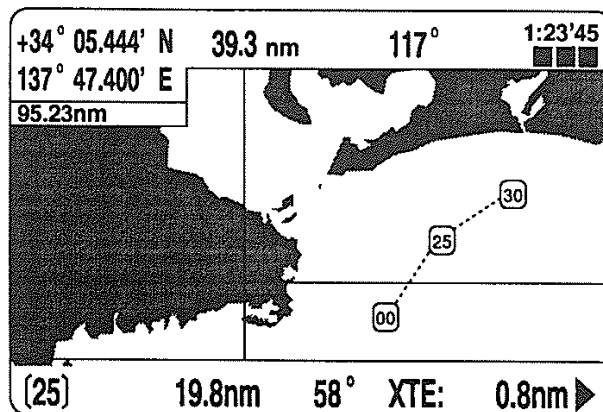 +34° 05.444' N 39.3 nm 117° 1:23'45
137° 47.400' E
95.23nm
30
25
00
(25) 19.8nm 58° XTE: 0.8nm